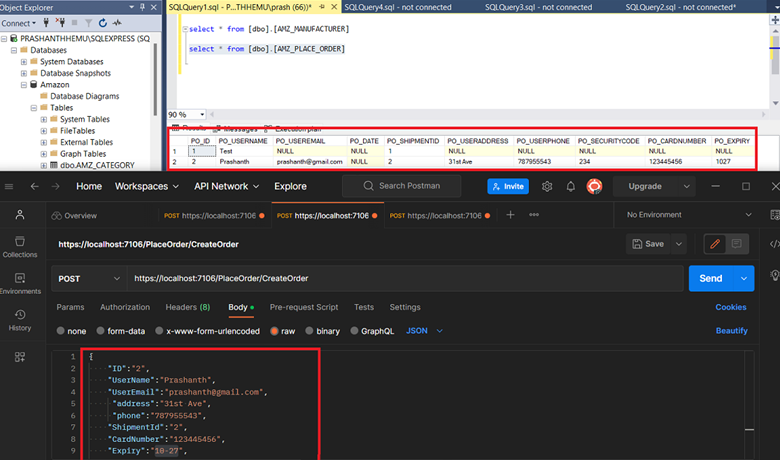 Object Explorer
SQLQuery1.sql - P...THHEMU\prash (66))*
SQLQuery4.sql - not connected
SQLQuery3.sql - not connected
SQLQuery2.sql - not connected*
Connect
PRASHANTHHEMU\SQLEXPRESS (SQ
Databases
System Databases
Database Snapshots
Amazon
Database Diagrams
Tables
System Tables
FileTables
External Tables
Graph Tables
dbo.AMZ_CATEGORY
select * from [dbo].[AMZ_MANUFACTURER]
select * from [dbo].[AMZ_PLACE_ORDER]
90 %
Results Messages Execution plan
PO_ID PO_USERNAME PO_USEREMAIL PO_DATE PO_SHIPMENTID PO_USERADDRESS PO_USERPHONE PO_SECURITYCODE PO_CARDNUMBER PO_EXPIRY
1 1 Test NULL NULL 1 NULL NULL NULL NULL NULL
2 2 Prashanth prashanth@gmail.com NULL 2 31st Ave 787955543 234 123445456 1027
Home Workspaces API Network Explore Search Postman Invite Upgrade
Overview POST https://localhost:7106 POST https://localhost:7106 POST https://localhost:7106 No Environment
https://localhost:7106/PlaceOrder/CreateOrder Save
POST https://localhost:7106/PlaceOrder/CreateOrder Send
Params Authorization Headers (8) Body Pre-request Script Tests Settings Cookies
none form-data x-www-form-urlencoded raw binary GraphQL JSON Beautify
Collections
Environments
History
1 {
2 "ID":"2",
3 "UserName":"Prashanth",
4 "UserEmail":"prashanth@gmail.com",
5 "address":"31st Ave",
6 "phone":"787955543",
7 "ShipmentId":"2",
8 "CardNumber":"123445456",
9 "Expiry":"10-27",